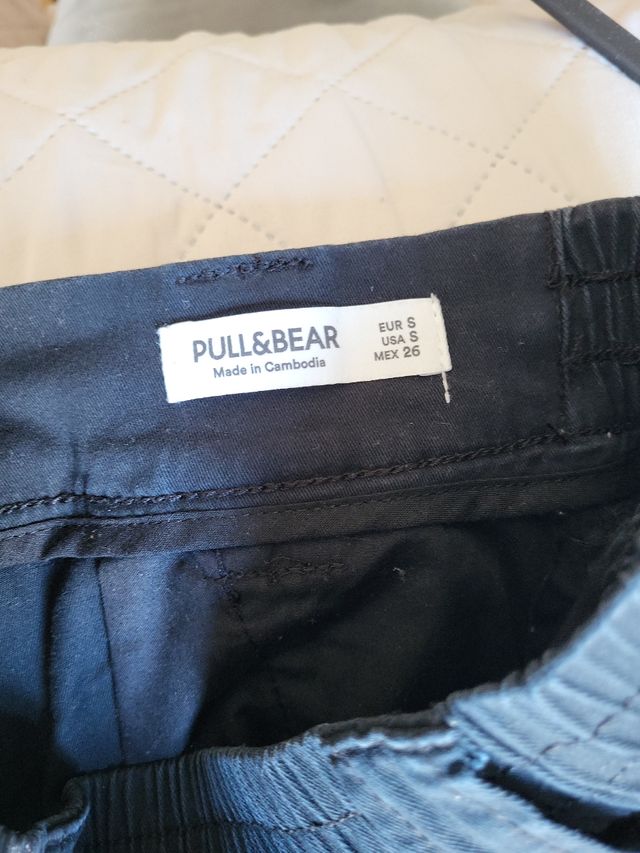 PULL&BEAR
Made in Cambodia
EUR S
USA S
MEX 26